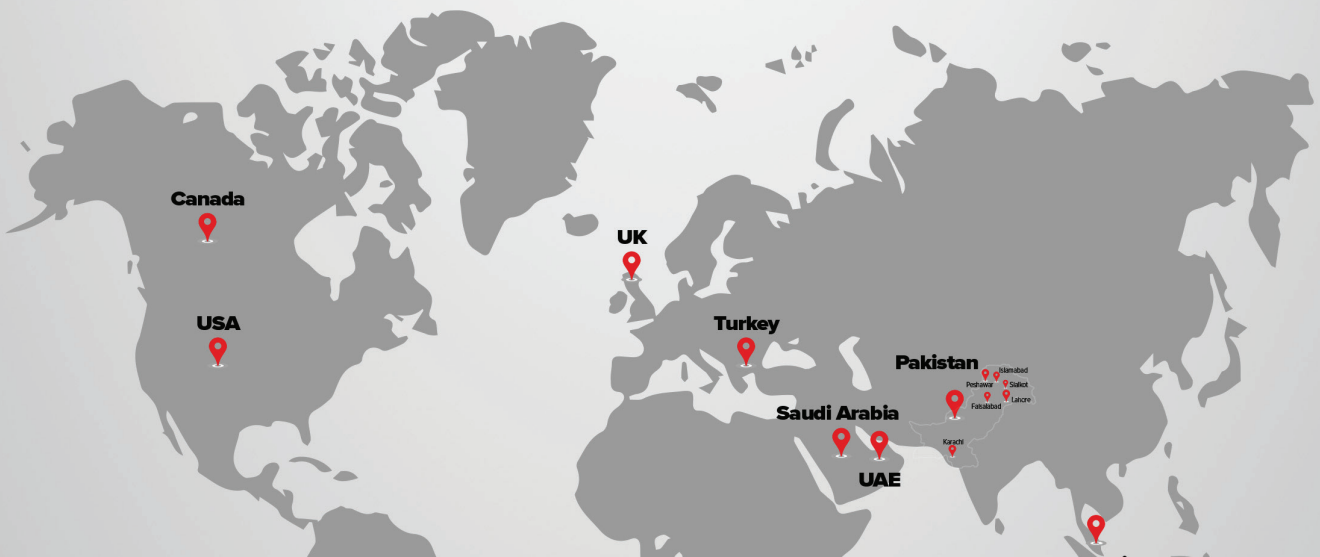 Canada
UK
USA
Turkey
Pakistan
Islamabad
Peshawar
Sialkot
Lahore
Faisalabad
Saudi Arabia
Karachi
UAE